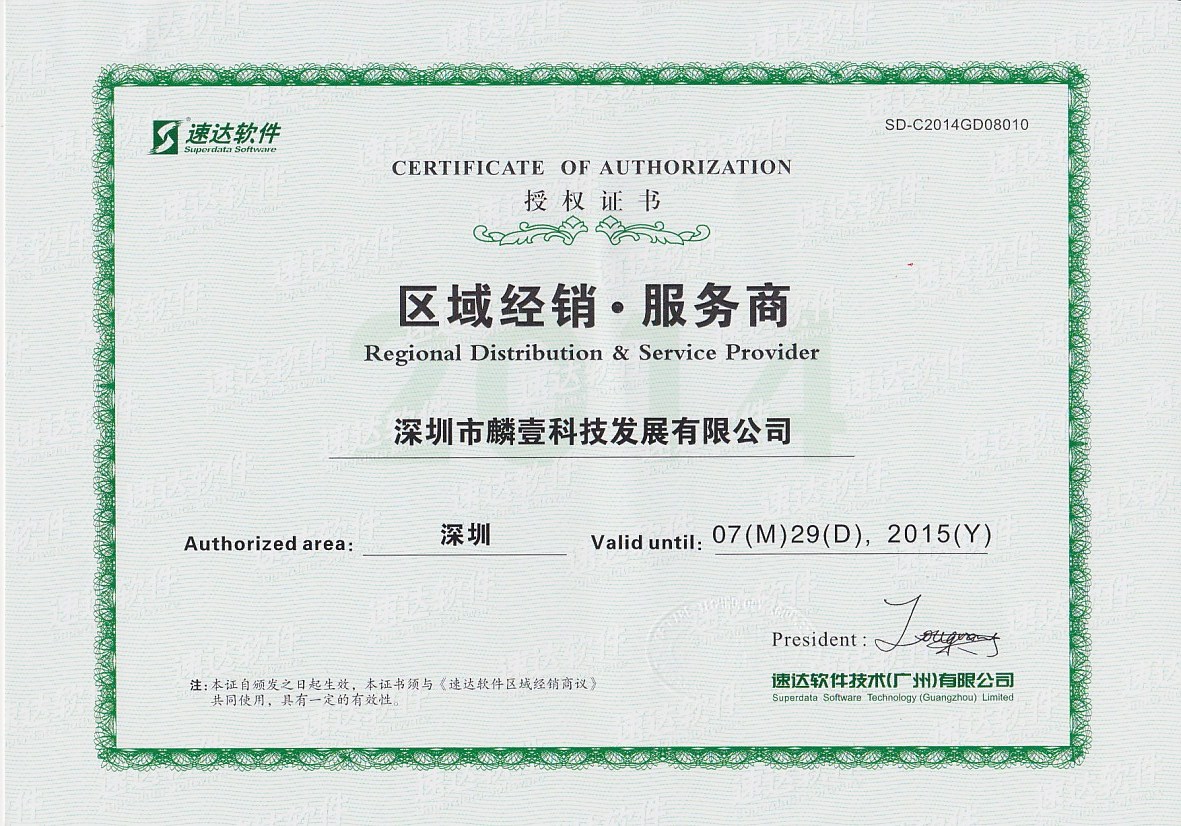 速达软件
Superdata Software
SD-C2014GD08010
CERTIFICATE OF AUTHORIZATION
授权证书
区域经销·服务商
Regional Distribution & Service Provider
2014
深圳市麟壹科技发展有限公司
Authorized area: 深圳
Valid until: 07(M)29(D), 2015(Y)
President:
速达软件技术(广州)有限公司
Superdata Software Technology (Guangzhou) Limited
注:本证自颁发之日起生效,本证书须与《速达软件区域经销商议》
共同使用,具有一定的有效性。